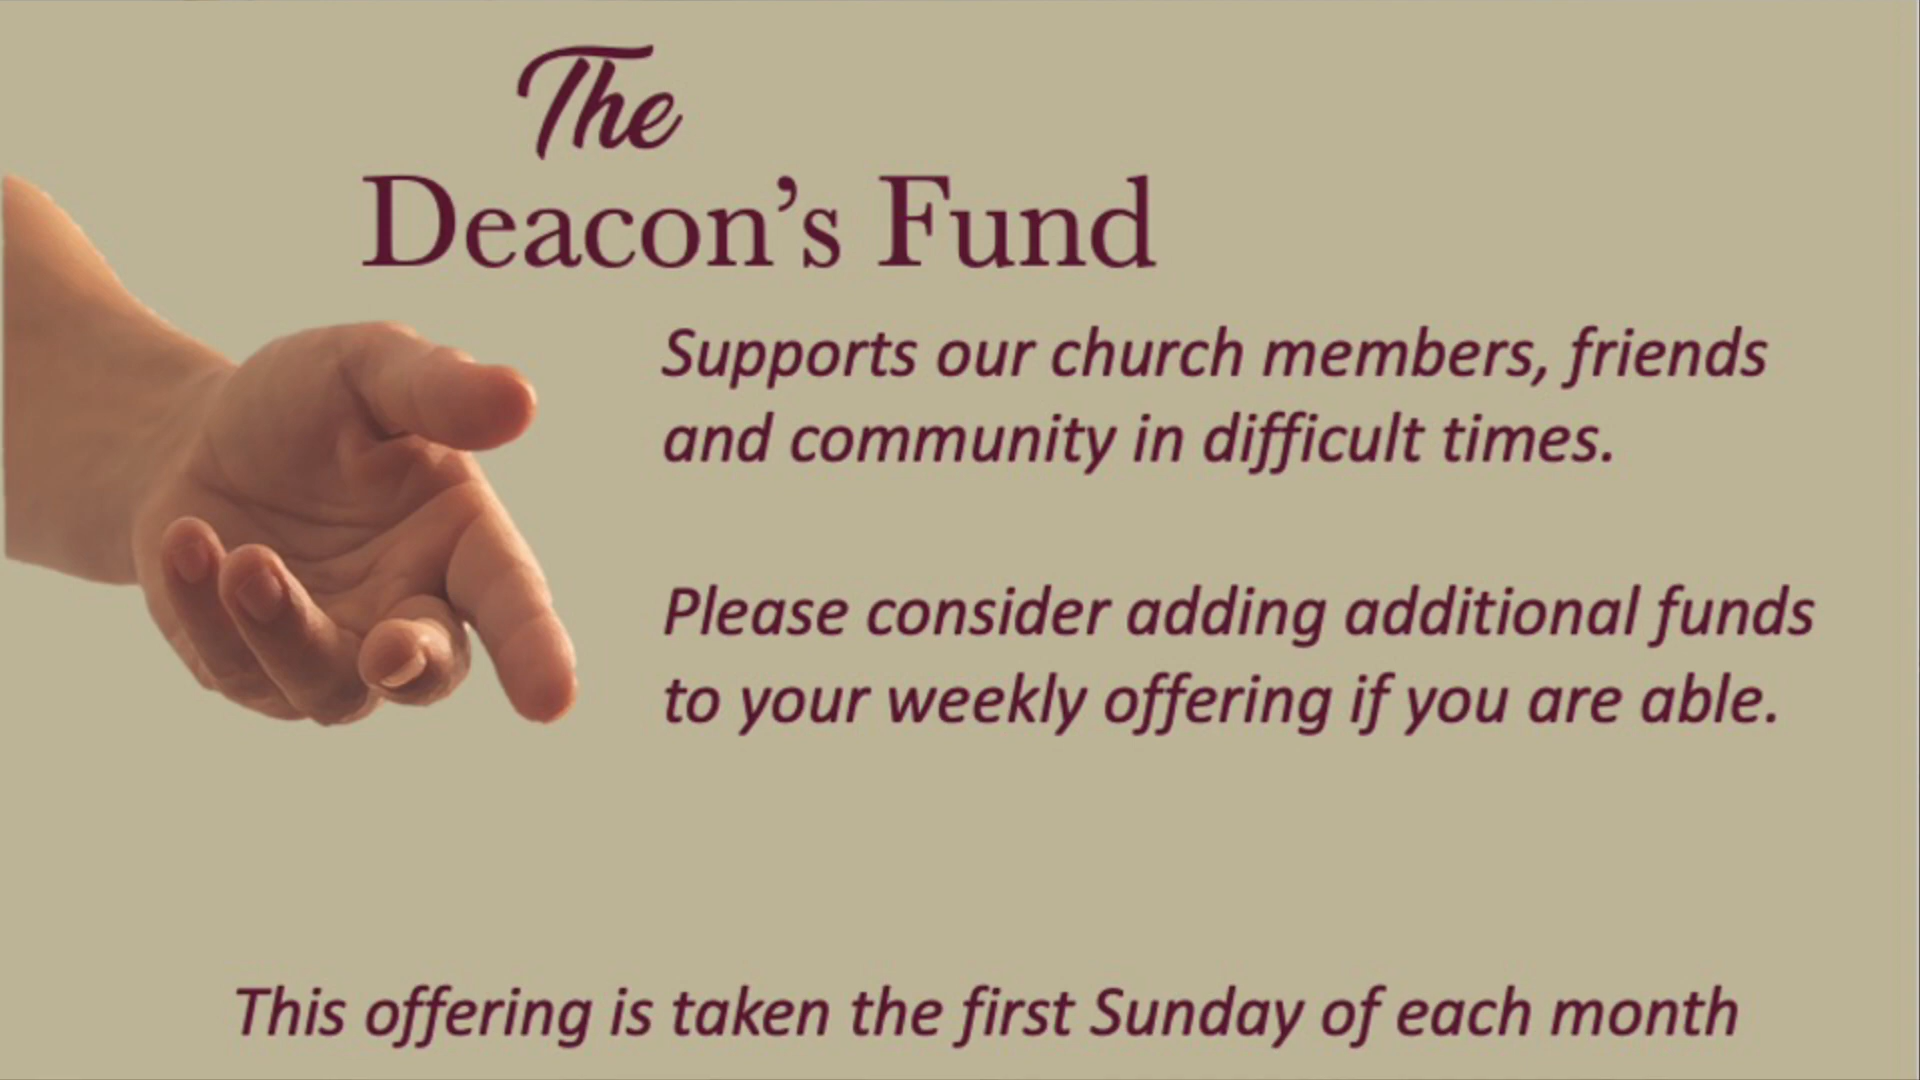 The
Deacon’s Fund
Supports our church members, friends
and community in difficult times.
Please consider adding additional funds
to your weekly offering if you are able.
This offering is taken the first Sunday of each month